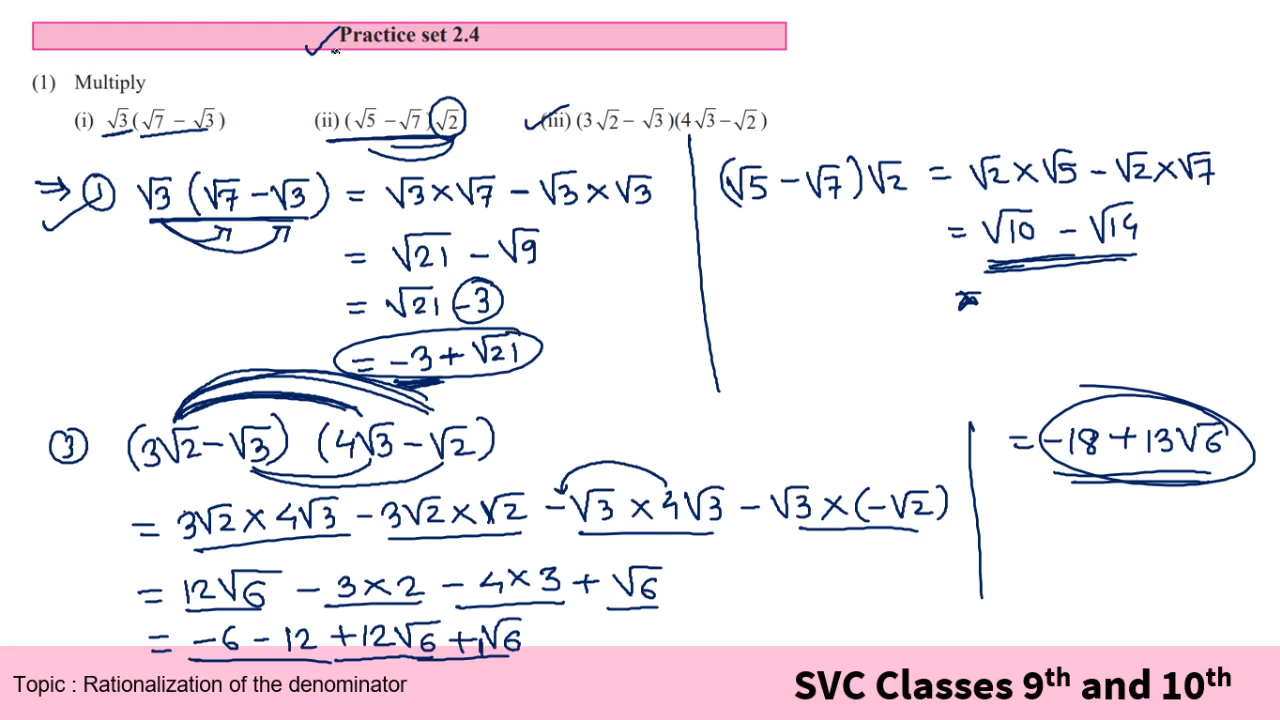 Practice set 2.4
(1) Multiply
(i) √3(√7 − √3) (ii) (√5 − √7)√2 (iii) (3√2 − √3)(4√3 − √2)
⇒ ① √3 (√7 − √3) = √3 × √7 − √3 × √3
= √21 − √9
= √21 − 3
= −3 + √21
(√5 − √7)√2 = √2 × √5 − √2 × √7
= √10 − √14
③ (3√2 − √3) (4√3 − √2)
= 3√2 × 4√3 − 3√2 × √2 − √3 × 4√3 − √3 × (−√2)
= 12√6 − 3 × 2 − 4 × 3 + √6
= −6 − 12 + 12√6 + 1√6
= −18 + 13√6
Topic : Rationalization of the denominator
SVC Classes 9th and 10th